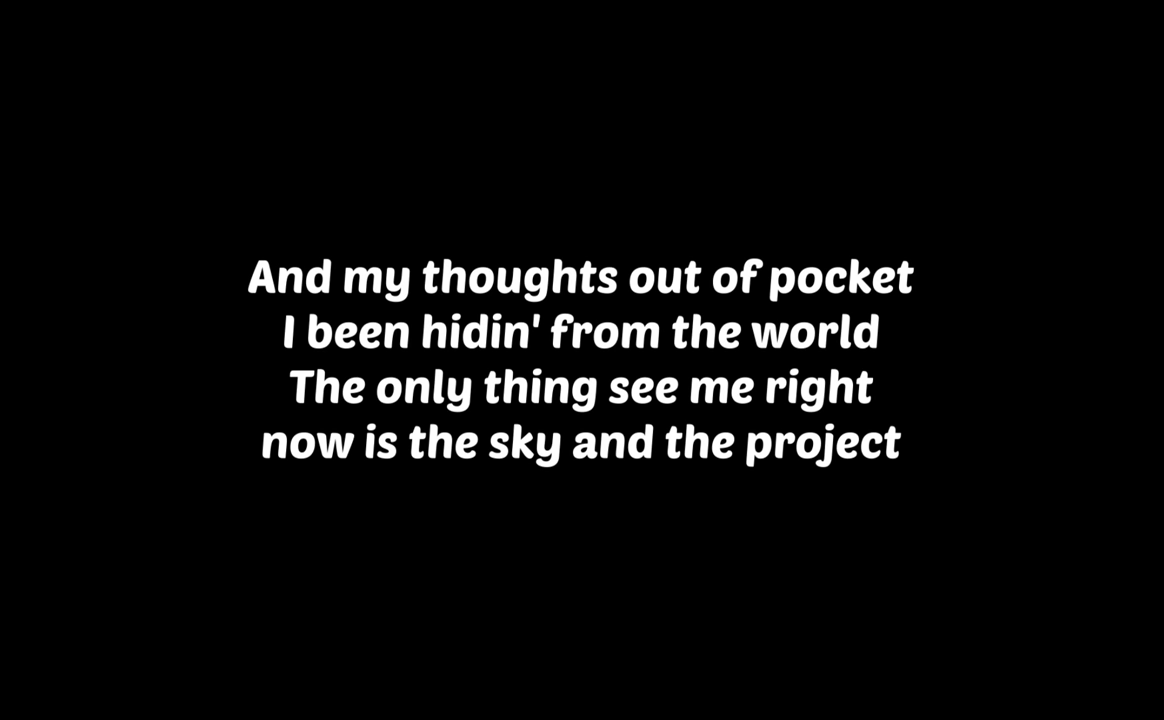 And my thoughts out of pocket
I been hidin' from the world
The only thing see me right
now is the sky and the project